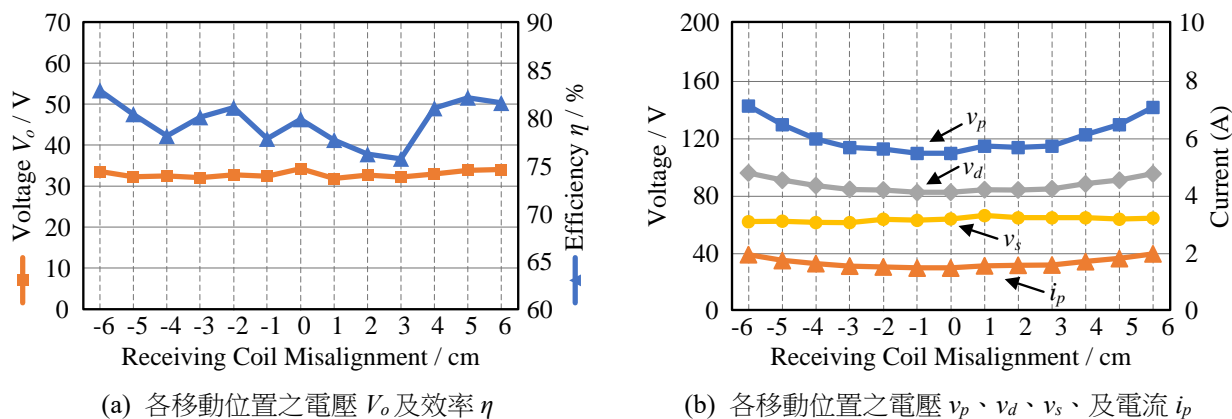 70
60
50
40
30
20
10
0
Voltage Vo / V
90
85
80
75
70
65
60
Efficiency η / %
-6 -5 -4 -3 -2 -1 0 1 2 3 4 5 6
Receiving Coil Misalignment / cm
(a) 各移動位置之電壓 Vo 及效率 η
200
160
120
80
40
0
Voltage / V
10
8
6
4
2
0
Current (A)
vp
vd
vs
ip
-6 -5 -4 -3 -2 -1 0 1 2 3 4 5 6
Receiving Coil Misalignment / cm
(b) 各移動位置之電壓 vp、vd、vs、及電流 ip